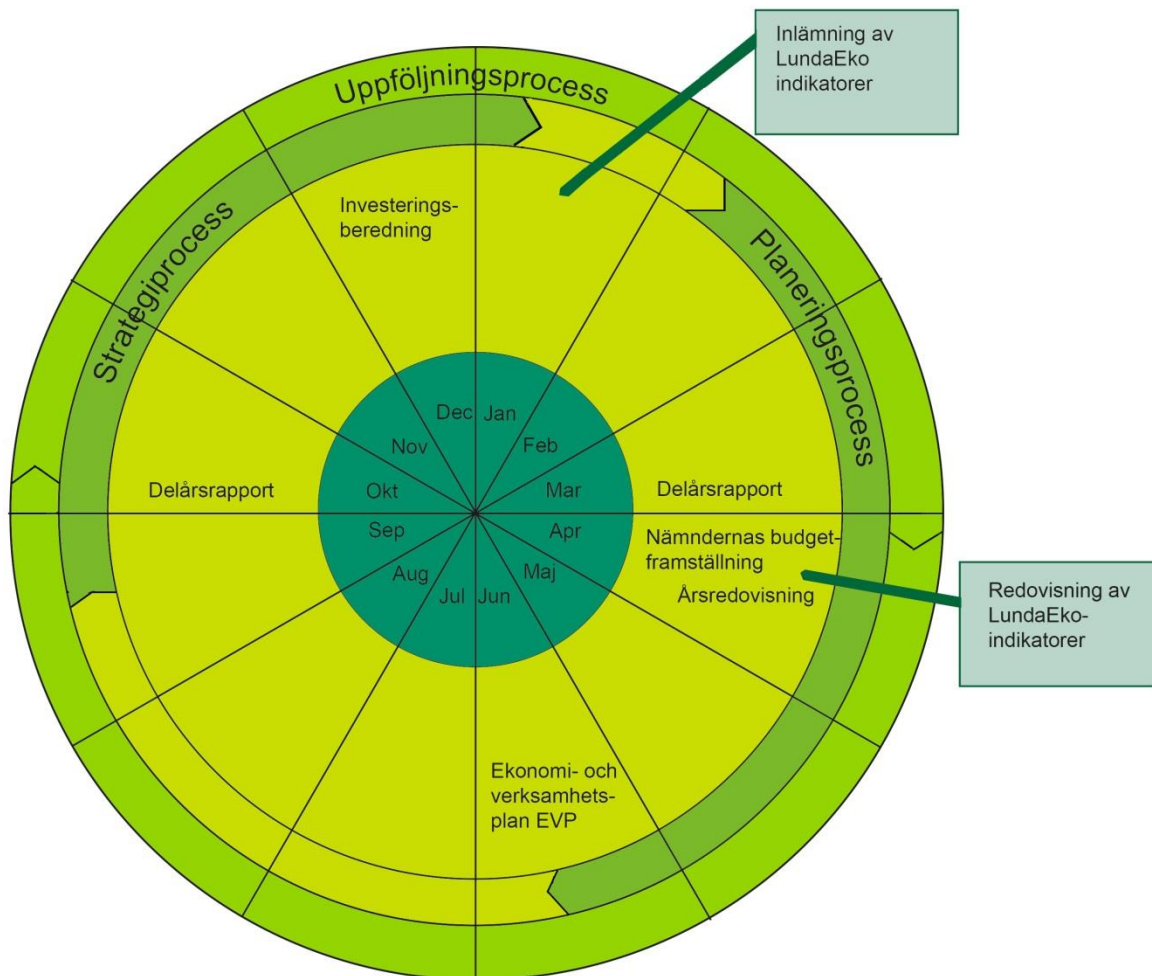 Inlämning av
LundaEko
indikatorer
Uppföljningsprocess
Strategiprocess
Planeringsprocess
Investerings-
beredning
Dec
Jan
Nov
Feb
Okt
Mar
Sep
Apr
Aug
Maj
Jul
Jun
Delårsrapport
Delårsrapport
Nämndernas budget-
framställning
Årsredovisning
Redovisning av
LundaEko-
indikatorer
Ekonomi- och
verksamhets-
plan EVP